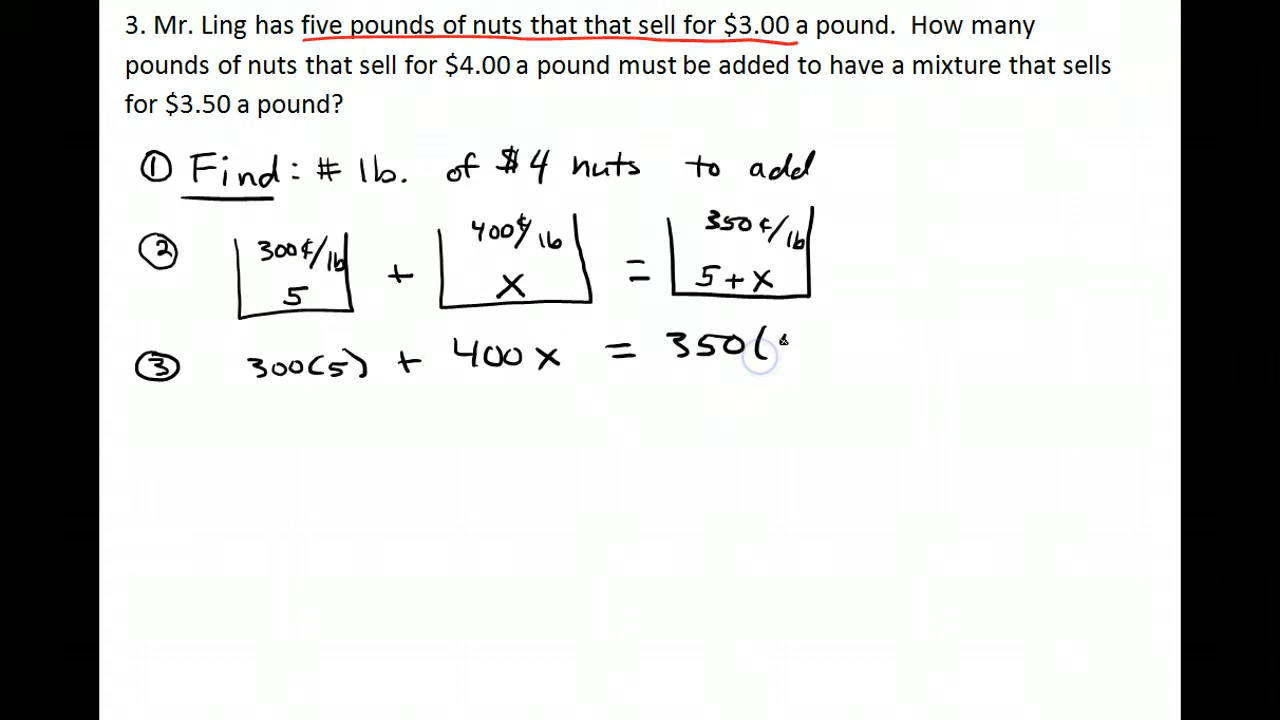 3. Mr. Ling has five pounds of nuts that that sell for $3.00 a pound. How many
pounds of nuts that sell for $4.00 a pound must be added to have a mixture that sells
for $3.50 a pound?
① Find: # lb. of $4 nuts to add
② 300¢/lb 5 + 400¢/lb x = 350¢/lb 5 + x
③ 300(5) + 400x = 350(